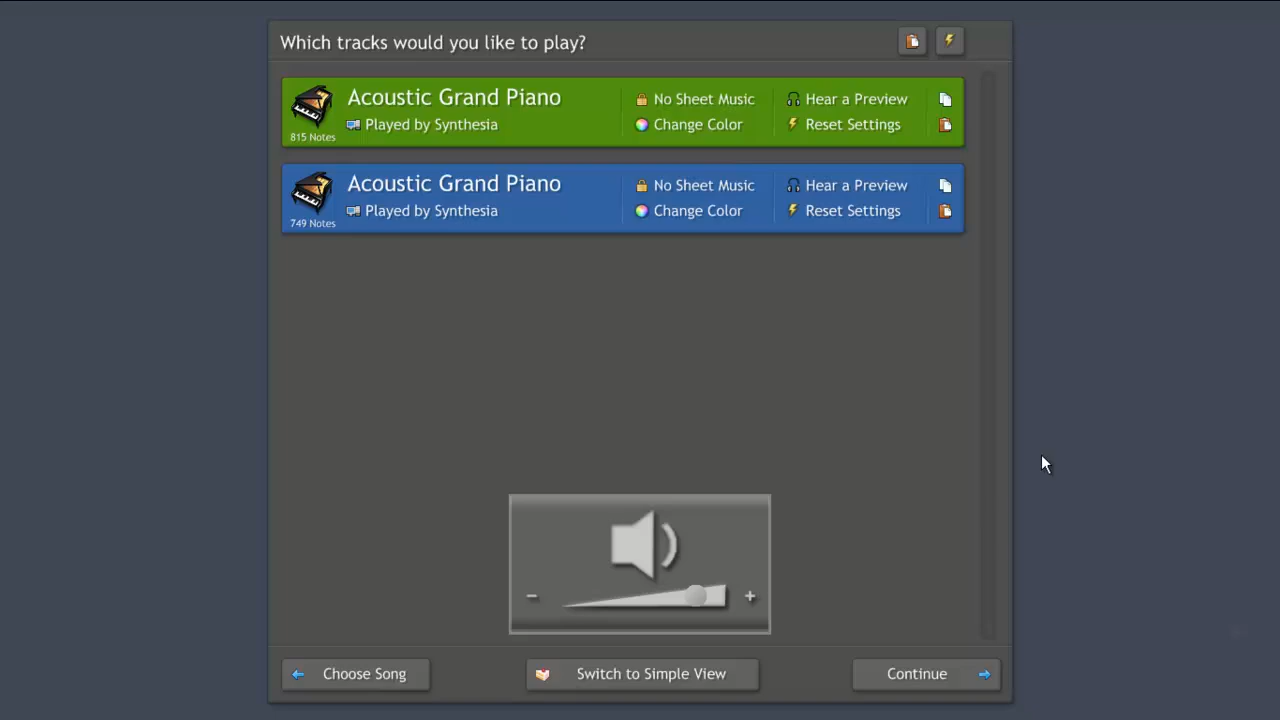 Which tracks would you like to play?
Acoustic Grand Piano
Played by Synthesia
815 Notes
No Sheet Music
Change Color
Hear a Preview
Reset Settings
Acoustic Grand Piano
Played by Synthesia
749 Notes
No Sheet Music
Change Color
Hear a Preview
Reset Settings
- +
Choose Song
Switch to Simple View
Continue